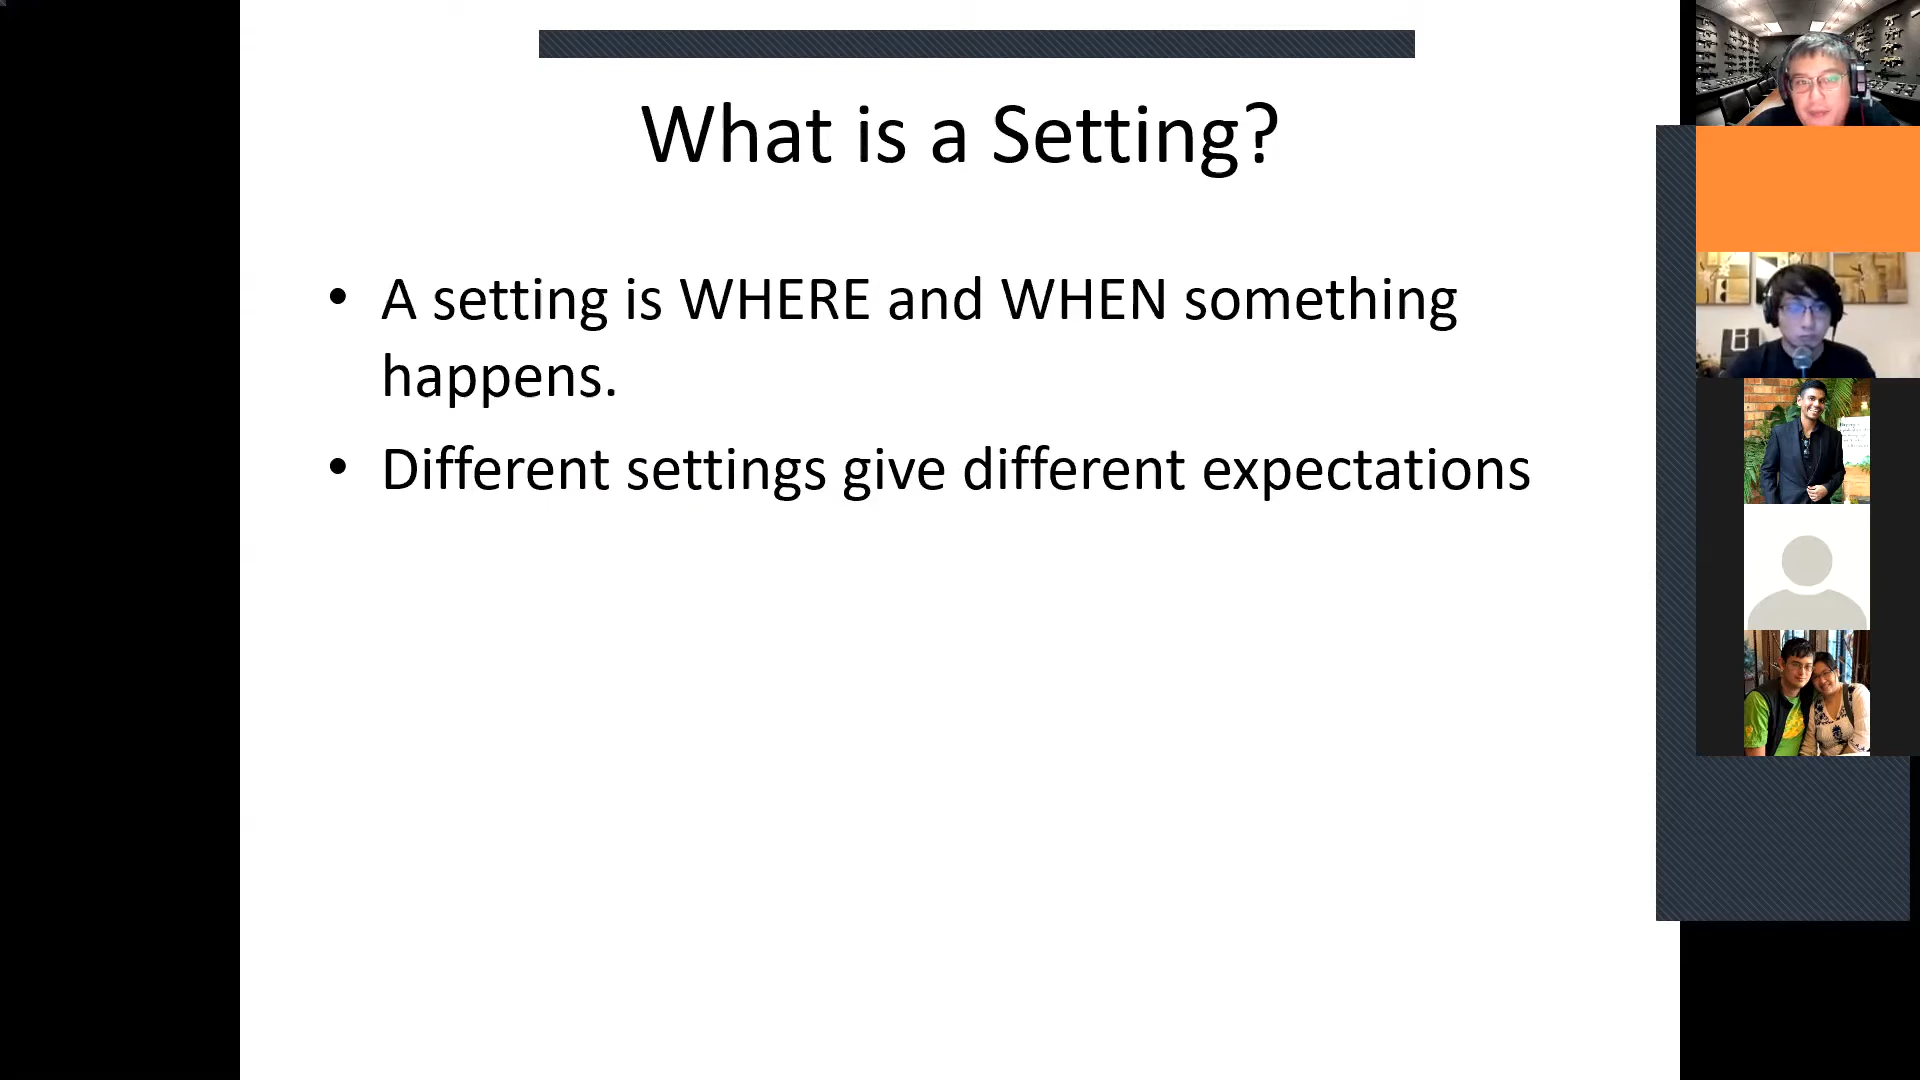 What is a Setting?
• A setting is WHERE and WHEN something
happens.
• Different settings give different expectations